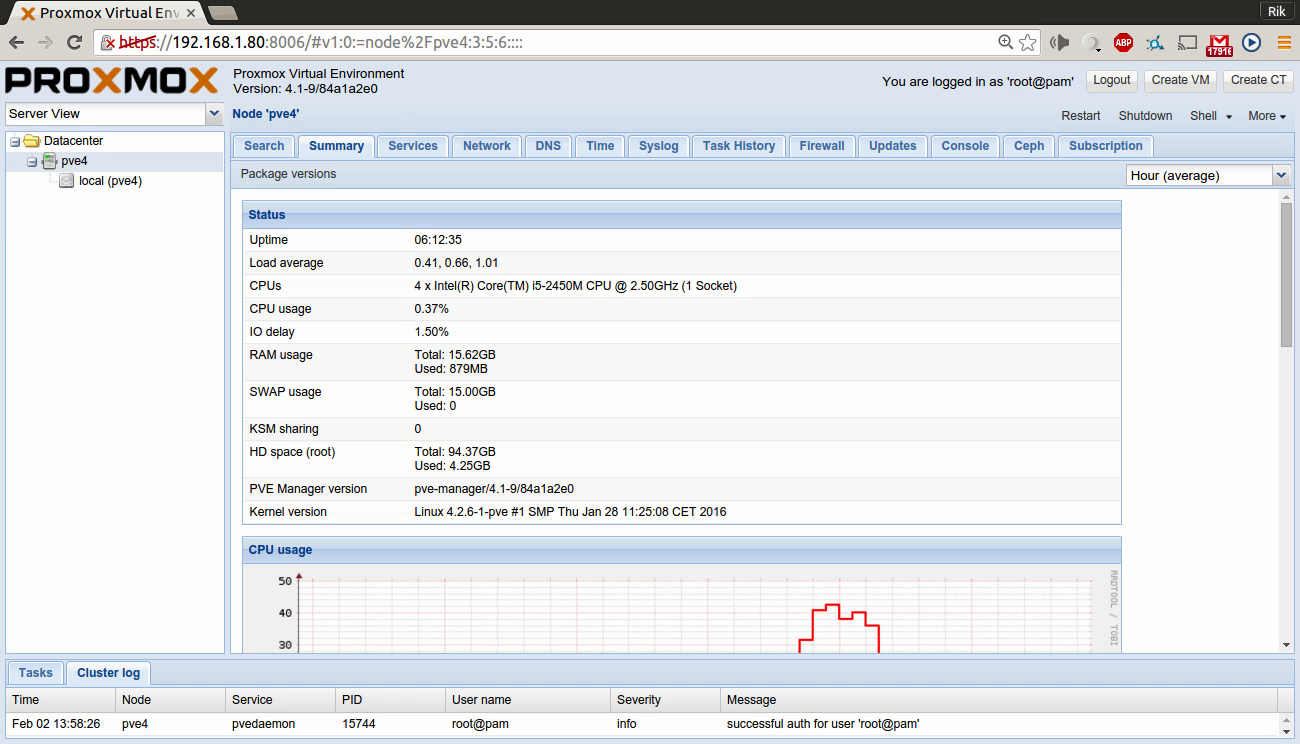 Proxmox Virtual Env
Rik
https://192.168.1.80:8006/#v1:0:=node%2Fpve4:3:5:6::::
ABP
17916
PROXMOX
Proxmox Virtual Environment
Version: 4.1-9/84a1a2e0
You are logged in as 'root@pam'
Logout
Create VM
Create CT
Server View
Node 'pve4'
Restart
Shutdown
Shell
More
Datacenter
pve4
local (pve4)
Search
Summary
Services
Network
DNS
Time
Syslog
Task History
Firewall
Updates
Console
Ceph
Subscription
Package versions
Hour (average)
Status
Uptime 06:12:35
Load average 0.41, 0.66, 1.01
CPUs 4 x Intel(R) Core(TM) i5-2450M CPU @ 2.50GHz (1 Socket)
CPU usage 0.37%
IO delay 1.50%
RAM usage Total: 15.62GB
Used: 879MB
SWAP usage Total: 15.00GB
Used: 0
KSM sharing 0
HD space (root) Total: 94.37GB
Used: 4.25GB
PVE Manager version pve-manager/4.1-9/84a1a2e0
Kernel version Linux 4.2.6-1-pve #1 SMP Thu Jan 28 11:25:08 CET 2016
CPU usage
50
40
30
RRDTOOL / TOBI
Tasks
Cluster log
Time Node Service PID User name Severity Message
Feb 02 13:58:26 pve4 pvedaemon 15744 root@pam info successful auth for user 'root@pam'